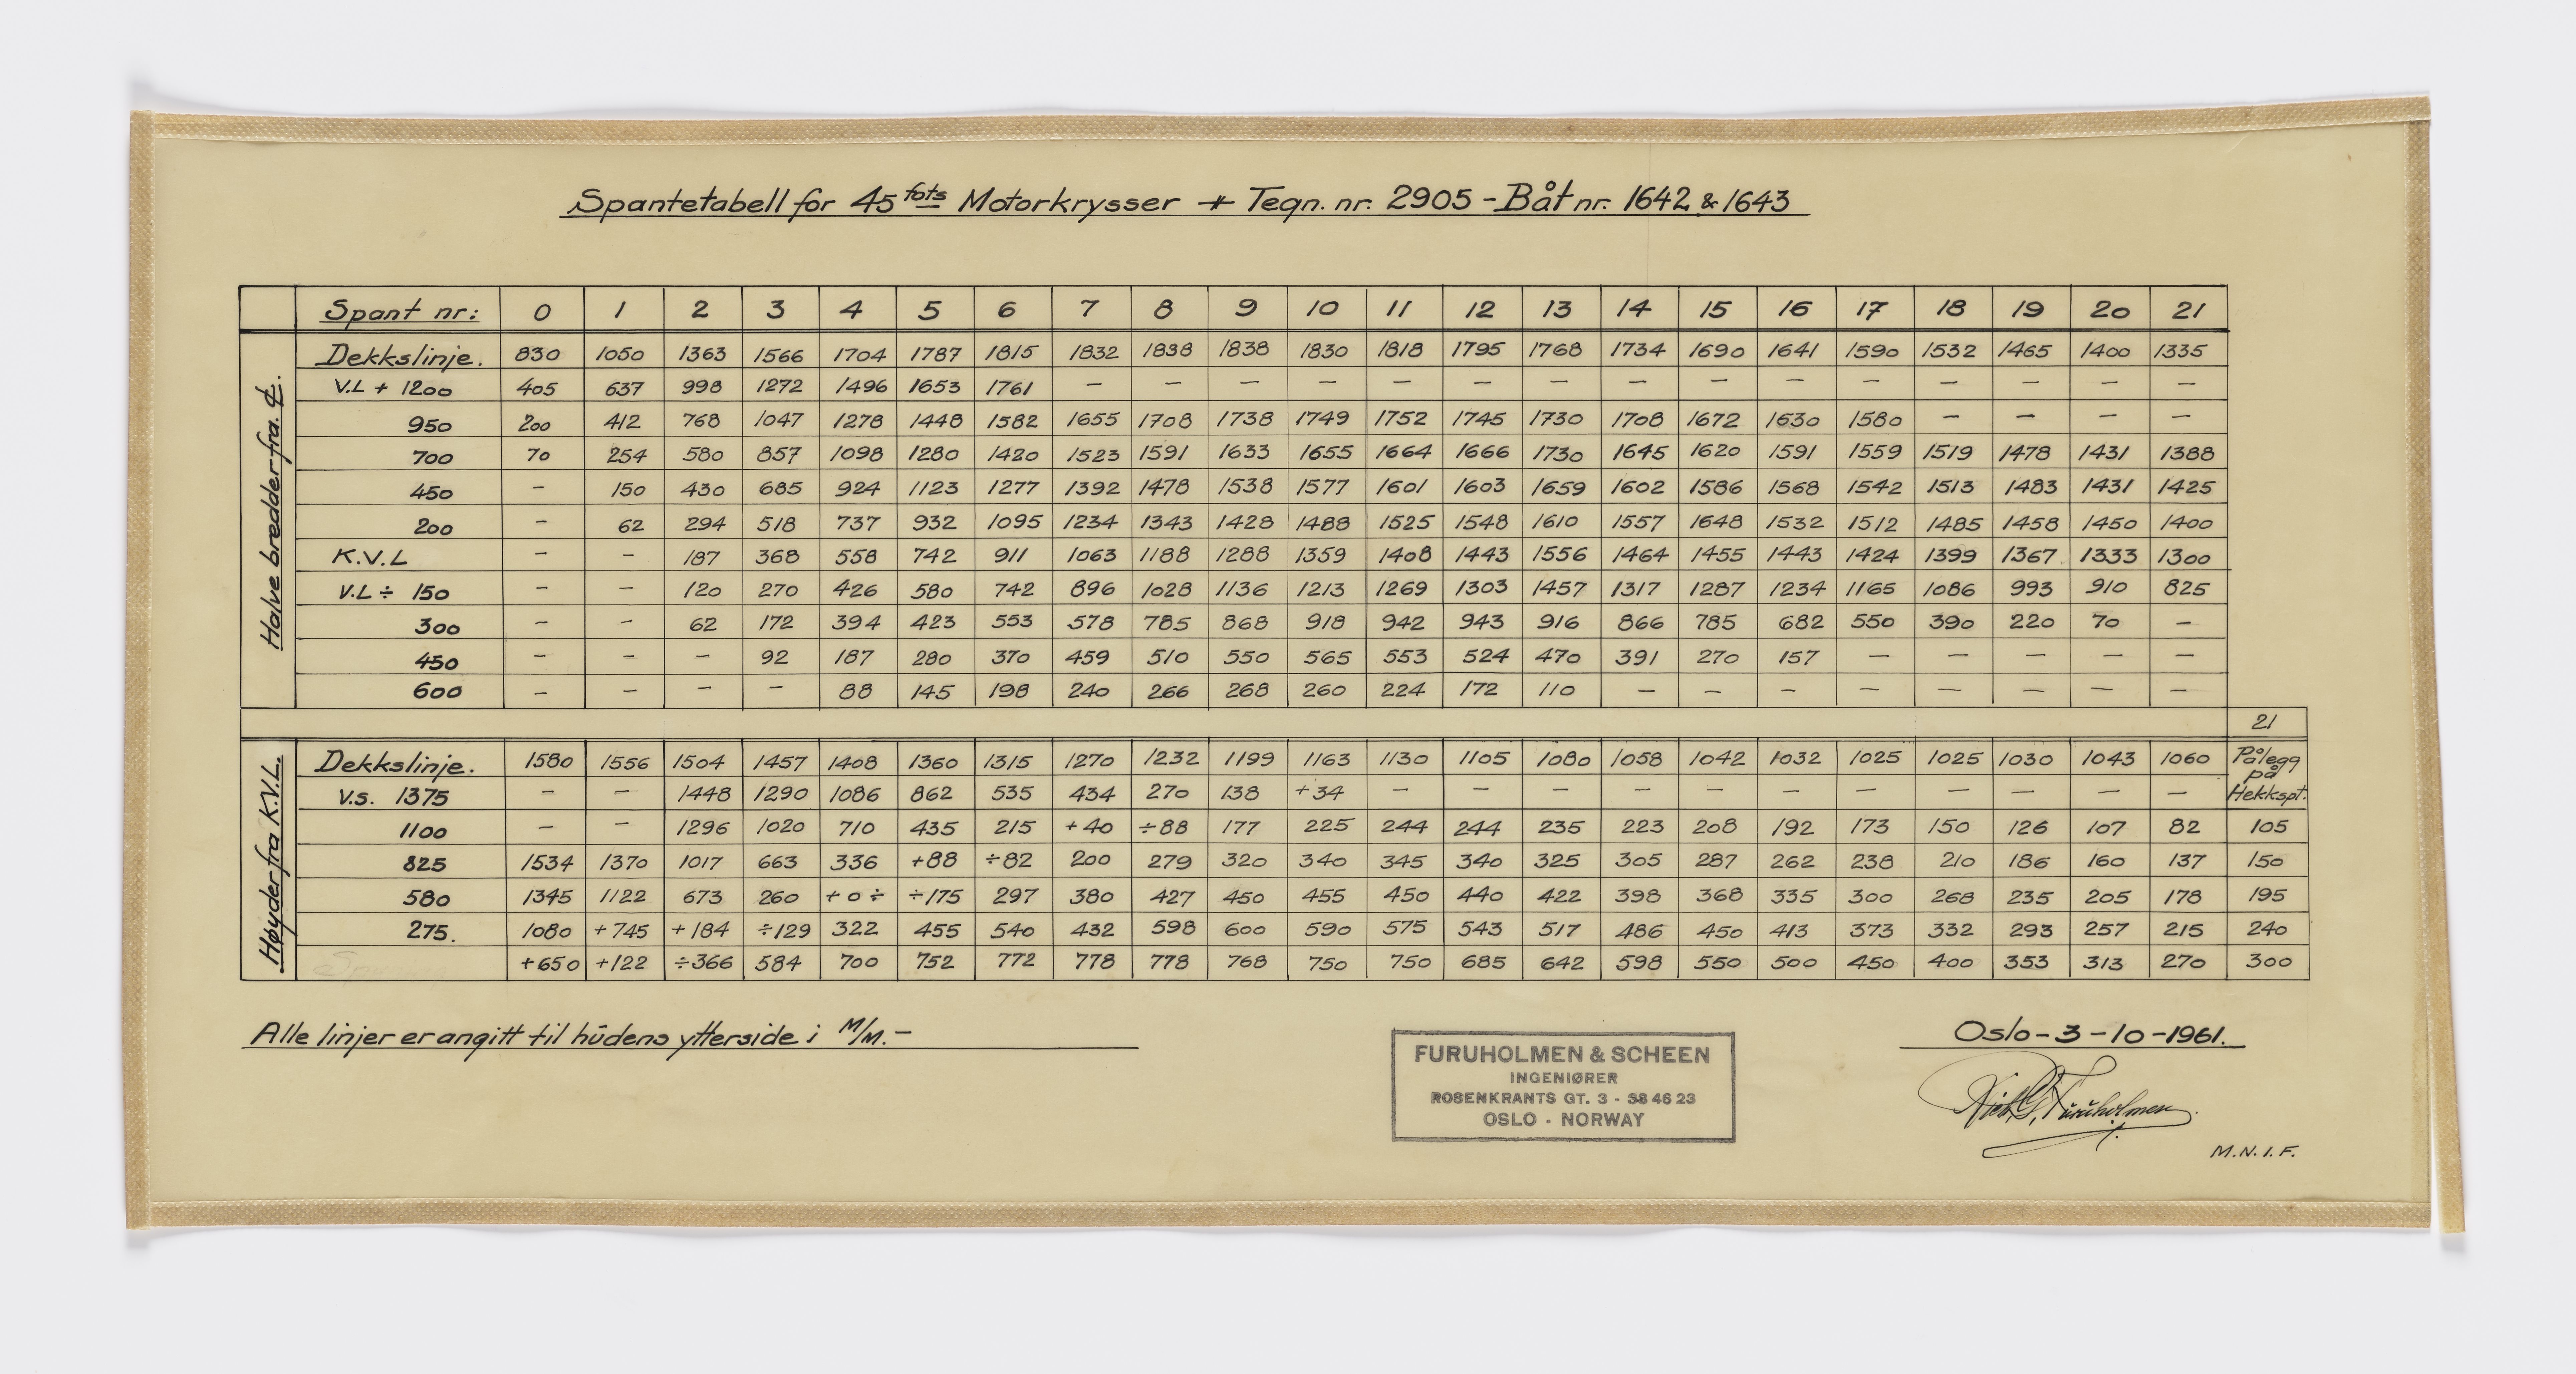 Spantetabell for 45 fots Motorkrysser + Tegn. nr. 2905 - Båt nr. 1642 & 1643
Spant nr: 0 1 2 3 4 5 6 7 8 9 10 11 12 13 14 15 16 17 18 19 20 21
Halve bredder fra ℄.
Dekkslinje. 830 1050 1363 1566 1704 1787 1815 1832 1838 1838 1830 1818 1795 1768 1734 1690 1641 1590 1532 1465 1400 1335
V.L + 1200 405 637 998 1272 1496 1653 1761 - - - - - - - - - - - - - - -
950 200 412 768 1047 1278 1448 1582 1655 1708 1738 1749 1752 1745 1730 1708 1672 1630 1580 - - - -
700 70 254 580 857 1098 1280 1420 1523 1591 1633 1655 1664 1666 1730 1645 1620 1591 1559 1519 1478 1431 1388
450 - 150 430 685 924 1123 1277 1392 1478 1538 1577 1601 1603 1659 1602 1586 1568 1542 1513 1483 1431 1425
200 - 62 294 518 737 932 1095 1234 1343 1428 1488 1525 1548 1610 1557 1648 1532 1512 1485 1458 1450 1400
K.V.L - - 187 368 558 742 911 1063 1188 1288 1359 1408 1443 1556 1464 1455 1443 1424 1399 1367 1333 1300
V.L ÷ 150 - - 120 270 426 580 742 896 1028 1136 1213 1269 1303 1457 1317 1287 1234 1165 1086 993 910 825
300 - - 62 172 394 423 553 578 785 868 918 942 943 916 866 785 682 550 390 220 70 -
450 - - - 92 187 280 370 459 510 550 565 553 524 470 391 270 157 - - - - -
600 - - - - 88 145 198 240 266 268 260 224 172 110 - - - - - - - -
21
Høyder fra K.V.L.
Dekkslinje. 1580 1556 1504 1457 1408 1360 1315 1270 1232 1199 1163 1130 1105 1080 1058 1042 1032 1025 1025 1030 1043 1060 Pålegg på Hekkspt.
V.s. 1375 - - 1448 1290 1086 862 535 434 270 138 +34 - - - - - - - - - - -
1100 - - 1296 1020 710 435 215 +40 ÷88 177 225 244 244 235 223 208 192 173 150 126 107 82 105
825 1534 1370 1017 663 336 +88 ÷82 200 279 320 340 345 340 325 305 287 262 238 210 186 160 137 150
580 1345 1122 673 260 +0÷ ÷175 297 380 427 450 455 450 440 422 398 368 335 300 268 235 205 178 195
275. 1080 +745 +184 ÷129 322 455 540 432 598 600 590 575 543 517 486 450 413 373 332 293 257 215 240
+650 +122 ÷366 584 700 752 772 778 778 768 750 750 685 642 598 550 500 450 400 353 313 270 300
Alle linjer er angitt til hudens ytterside i M/M.-
FURUHOLMEN & SCHEEN
INGENIØRER
ROSENKRANTS GT. 3 - 38 46 23
OSLO - NORWAY
Oslo - 3 - 10 - 1961.
Furuholmen
M.N.I.F.